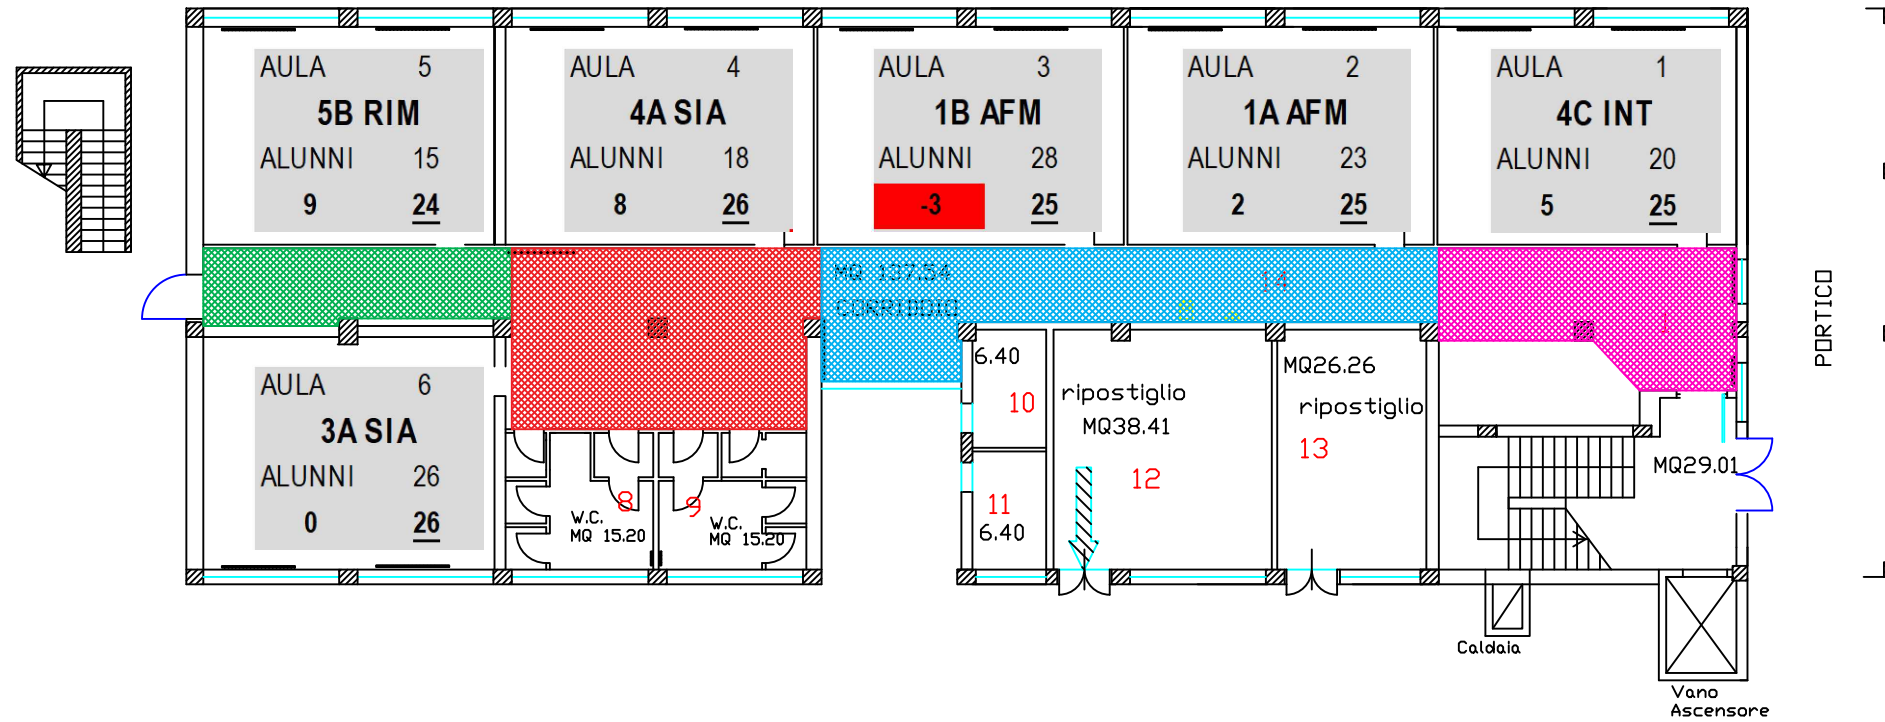 AULA 5
5B RIM
ALUNNI 15
9 24
AULA 4
4A SIA
ALUNNI 18
8 26
AULA 3
1B AFM
ALUNNI 28
-3 25
AULA 2
1A AFM
ALUNNI 23
2 25
AULA 1
4C INT
ALUNNI 20
5 25
MQ 137.54
CORRIDOIO
14
PORTICO
AULA 6
3A SIA
ALUNNI 26
0 26
8
W.C.
MQ 15.20
9
W.C.
MQ 15.20
6.40
10
11
6.40
ripostiglio
MQ38.41
12
MQ26.26
ripostiglio
13
MQ29.01
Caldaia
Vano
Ascensore